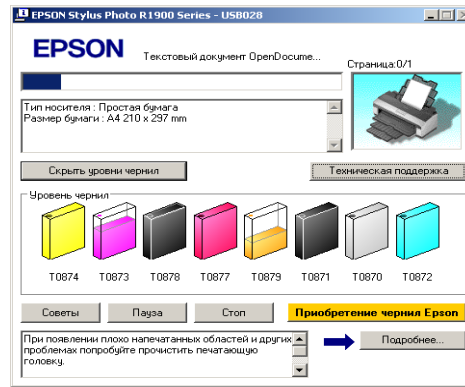 EPSON Stylus Photo R1900 Series - USB028
EPSON
Текстовый документ OpenDocume...
Страница:0/1
Тип носителя : Простая бумага
Размер бумаги : A4 210 x 297 mm
Скрыть уровни чернил
Техническая поддержка
Уровень чернил
T0874 T0873 T0878 T0877 T0879 T0871 T0870 T0872
Советы Пауза Стоп Приобретение чернил Epson
При появлении плохо напечатанных областей и других
проблемах попробуйте прочистить печатающую
головку.
Подробнее...